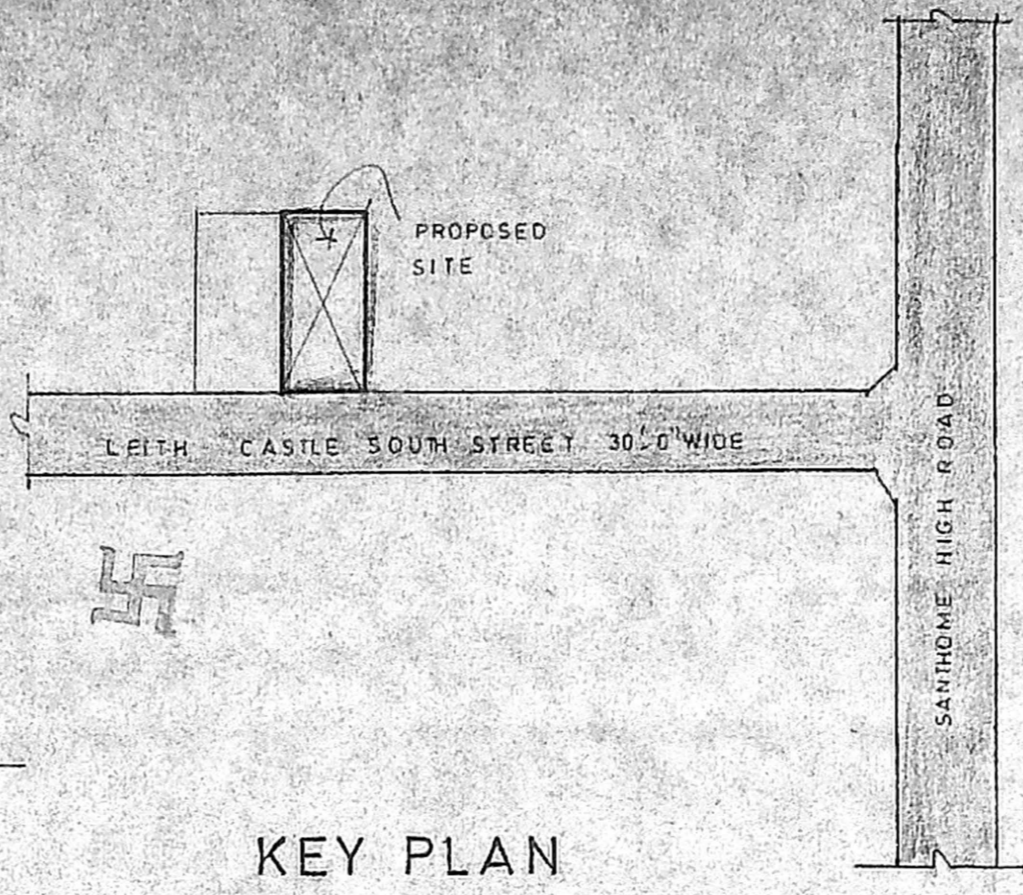 PROPOSED
SITE
LEITH CASTLE SOUTH STREET 30'-0" WIDE
SANTHOME HIGH ROAD
KEY PLAN